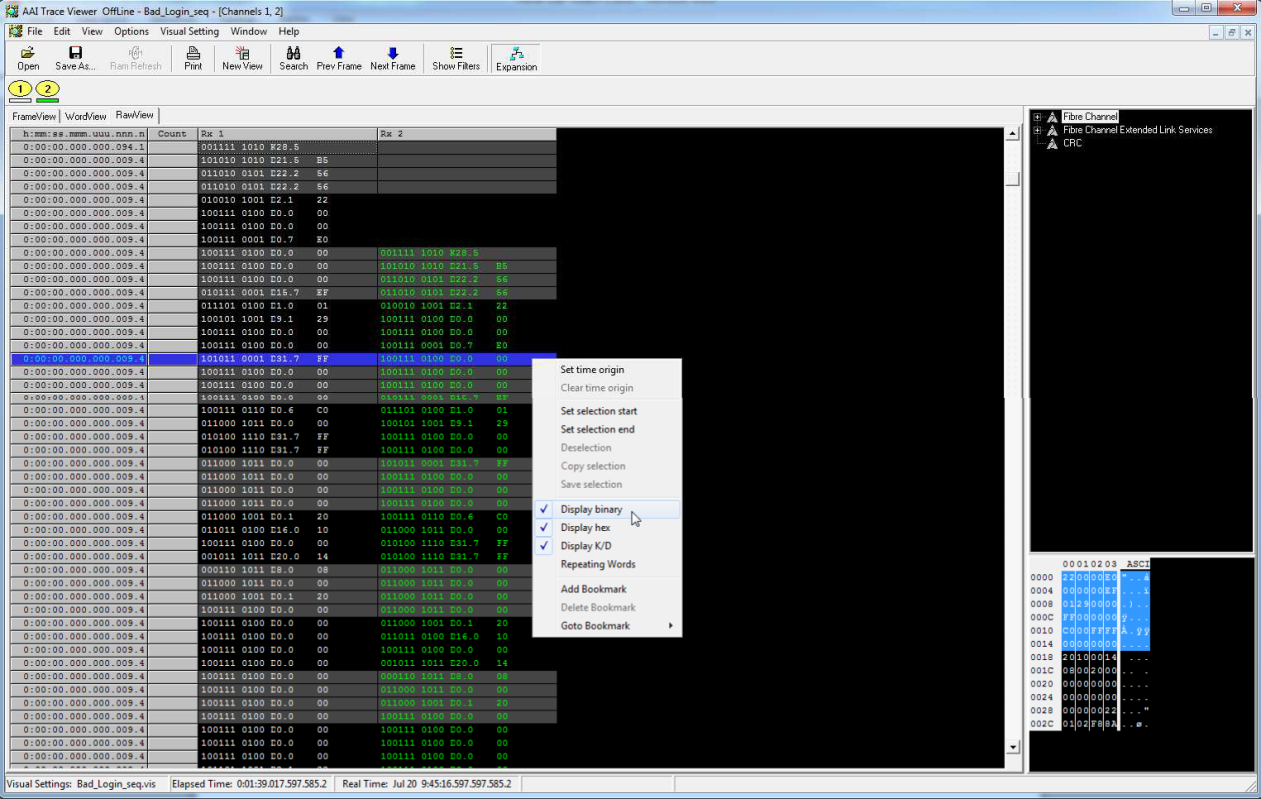 AAI Trace Viewer OffLine - Bad_Login_seq - [Channels 1, 2]
File Edit View Options Visual Setting Window Help
Open Save As... Ram Refresh Print New View Search Prev Frame Next Frame Show Filters Expansion
1 2
FrameView WordView RawView
h:mm:ss.mmm.uuu.nnn.n Count Rx 1 Rx 2
0:00:00.000.000.094.1 001111 1010 K28.5
0:00:00.000.000.009.4 101010 1010 D21.5 B5
0:00:00.000.000.009.4 011010 0101 D22.2 56
0:00:00.000.000.009.4 011010 0101 D22.2 56
0:00:00.000.000.009.4 010010 1001 D2.1 22
0:00:00.000.000.009.4 100111 0100 D0.0 00
0:00:00.000.000.009.4 100111 0100 D0.0 00
0:00:00.000.000.009.4 100111 0001 D0.7 E0
0:00:00.000.000.009.4 100111 0100 D0.0 00 001111 1010 K28.5
0:00:00.000.000.009.4 100111 0100 D0.0 00 101010 1010 D21.5 B5
0:00:00.000.000.009.4 100111 0100 D0.0 00 011010 0101 D22.2 56
0:00:00.000.000.009.4 010111 0001 D15.7 EF 011010 0101 D22.2 56
0:00:00.000.000.009.4 011101 0100 D1.0 01 010010 1001 D2.1 22
0:00:00.000.000.009.4 100101 1001 D9.1 29 100111 0100 D0.0 00
0:00:00.000.000.009.4 100111 0100 D0.0 00 100111 0100 D0.0 00
0:00:00.000.000.009.4 100111 0100 D0.0 00 100111 0001 D0.7 E0
0:00:00.000.000.009.4 101011 0001 D31.7 FF 100111 0100 D0.0 00
0:00:00.000.000.009.4 100111 0100 D0.0 00 100111 0100 D0.0 00
0:00:00.000.000.009.4 100111 0100 D0.0 00 100111 0100 D0.0 00
0:00:00.000.000.009.4 100111 0100 D0.0 00 010111 0001 D15.7 EF
0:00:00.000.000.009.4 100111 0110 D0.6 C0 011101 0100 D1.0 01
0:00:00.000.000.009.4 011000 1011 D0.0 00 100101 1001 D9.1 29
0:00:00.000.000.009.4 010100 1110 D31.7 FF 100111 0100 D0.0 00
0:00:00.000.000.009.4 010100 1110 D31.7 FF 100111 0100 D0.0 00
0:00:00.000.000.009.4 011000 1011 D0.0 00 101011 0001 D31.7 FF
0:00:00.000.000.009.4 011000 1011 D0.0 00 100111 0100 D0.0 00
0:00:00.000.000.009.4 011000 1011 D0.0 00 100111 0100 D0.0 00
0:00:00.000.000.009.4 011000 1011 D0.0 00 100111 0100 D0.0 00
0:00:00.000.000.009.4 011000 1001 D0.1 20 100111 0110 D0.6 C0
0:00:00.000.000.009.4 011011 0100 D16.0 10 011000 1011 D0.0 00
0:00:00.000.000.009.4 100111 0100 D0.0 00 010100 1110 D31.7 FF
0:00:00.000.000.009.4 001011 1011 D20.0 14 010100 1110 D31.7 FF
0:00:00.000.000.009.4 000110 1011 D8.0 08 011000 1011 D0.0 00
0:00:00.000.000.009.4 011000 1011 D0.0 00 011000 1011 D0.0 00
0:00:00.000.000.009.4 011000 1001 D0.1 20 011000 1011 D0.0 00
0:00:00.000.000.009.4 100111 0100 D0.0 00 011000 1011 D0.0 00
0:00:00.000.000.009.4 100111 0100 D0.0 00 011000 1001 D0.1 20
0:00:00.000.000.009.4 100111 0100 D0.0 00 011011 0100 D16.0 10
0:00:00.000.000.009.4 100111 0100 D0.0 00 100111 0100 D0.0 00
0:00:00.000.000.009.4 100111 0100 D0.0 00 001011 1011 D20.0 14
0:00:00.000.000.009.4 100111 0100 D0.0 00 000110 1011 D8.0 08
0:00:00.000.000.009.4 100111 0100 D0.0 00 011000 1011 D0.0 00
0:00:00.000.000.009.4 100111 0100 D0.0 00 011000 1001 D0.1 20
0:00:00.000.000.009.4 100111 0100 D0.0 00 100111 0100 D0.0 00
0:00:00.000.000.009.4 100111 0100 D0.0 00 100111 0100 D0.0 00
0:00:00.000.000.009.4 100111 0100 D0.0 00 100111 0100 D0.0 00
0:00:00.000.000.009.4 100111 0100 D0.0 00 100111 0100 D0.0 00
Set time origin
Clear time origin
Set selection start
Set selection end
Deselection
Copy selection
Save selection
Display binary
Display hex
Display K/D
Repeating Words
Add Bookmark
Delete Bookmark
Goto Bookmark
Fibre Channel
Fibre Channel Extended Link Services
CRC
00 01 02 03 ASCI
0000 22 00 00 E0 "..à
0004 00 00 00 EF ...ï
0008 01 29 00 00 .)..
000C FF 00 00 00 ÿ...
0010 C0 00 FF FF À.ÿÿ
0014 00 00 00 00 ....
0018 20 10 00 14 ...
001C 08 00 20 00 .. .
0020 00 00 00 00 ....
0024 00 00 00 00 ....
0028 00 00 00 22 ..."
002C 01 02 F8 8A ..ø.
Visual Settings: Bad_Login_seq.vis Elapsed Time: 0:01:39.017.597.585.2 Real Time: Jul 20 9:45:16.597.597.585.2